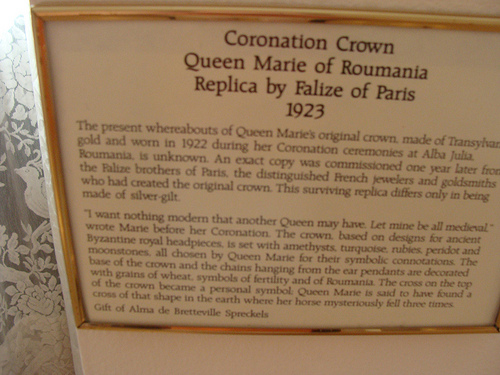 Coronation Crown
Queen Marie of Roumania
Replica by Falize of Paris
1923
The present whereabouts of Queen Marie's original crown, made of Transylvan
gold and worn in 1922 during her Coronation ceremonies at Alba Julia,
Roumania, is unknown. An exact copy was commissioned one year later from
the Falize brothers of Paris, the distinguished French jewelers and goldsmiths
who had created the original crown. This surviving replica differs only in being
made of silver-gilt.
"I want nothing modern that another Queen may have. Let mine be all medieval,"
wrote Marie before her Coronation. The crown, based on designs for ancient
Byzantine royal headpieces, is set with amethysts, turquoise, rubies, peridot and
moonstones, all chosen by Queen Marie for their symbolic connotations. The
base of the crown and the chains hanging from the ear pendants are decorated
with grains of wheat, symbols of fertility and of Roumania. The cross on the top
of the crown became a personal symbol; Queen Marie is said to have found a
cross of that shape in the earth where her horse mysteriously fell three times.
Gift of Alma de Bretteville Spreckels